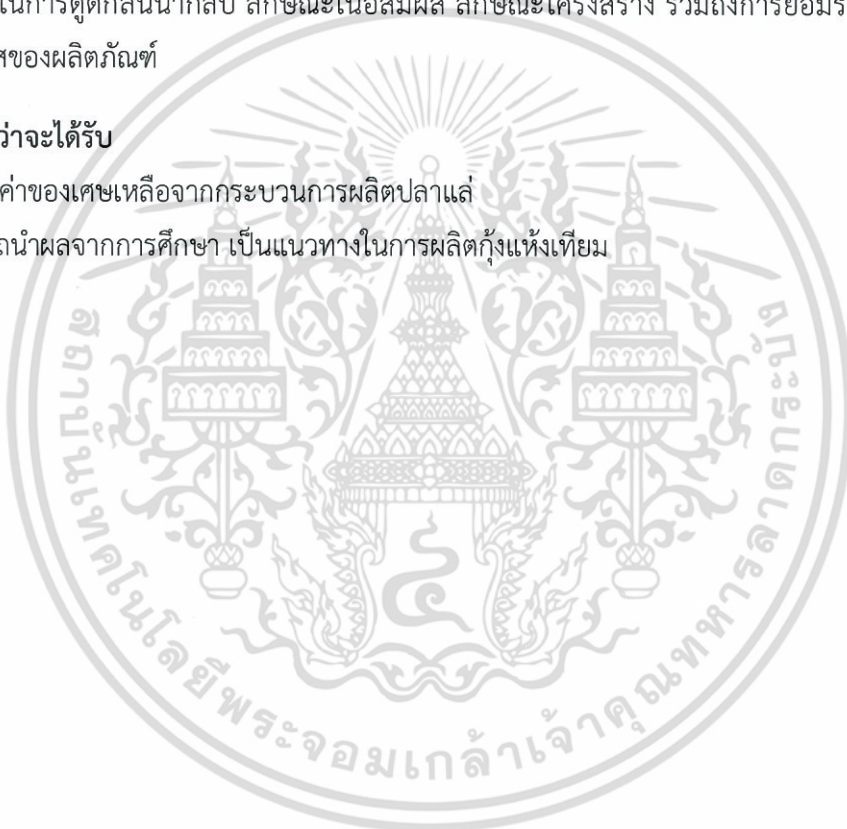 ในการดูดกลืนน้ำกลับ ลักษณะเนื้อสัมผัส ลักษณะโครงสร้าง รวมถึงการยอมร
ของผลิตภัณฑ์
ว่าจะได้รับ
ค่าของเศษเหลือจากกระบวนการผลิตปลาแล่
นำผลจากการศึกษา เป็นแนวทางในการผลิตกุ้งแห้งเทียม
สถาบันเทคโนโลยีพระจอมเกล้าเจ้าคุณทหารลาดกระบัง